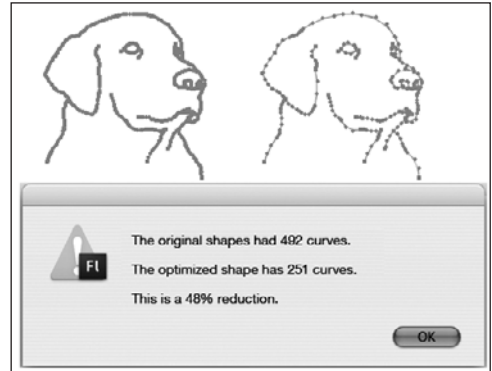 The original shapes had 492 curves.
The optimized shape has 251 curves.
This is a 48% reduction.
Fl
OK